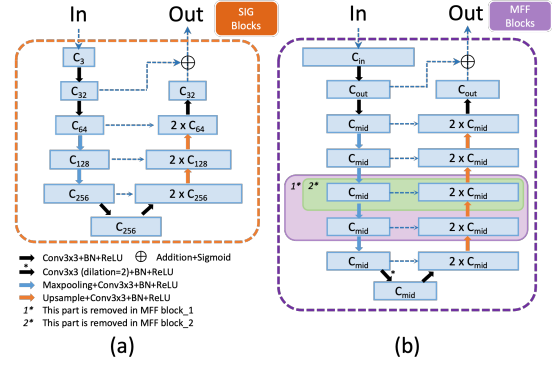 In
Out
SIG
Blocks
C3
C32
C32
C64
2 x C64
C128
2 x C128
C256
2 x C256
C256
In
Out
MFF
Blocks
Cin
Cout
Cout
Cmid
2 x Cmid
Cmid
2 x Cmid
1* 2*
Cmid
2 x Cmid
Cmid
2 x Cmid
Cmid
2 x Cmid
*
Cmid
Conv3x3+BN+ReLU
Addition+Sigmoid
* Conv3x3 (dilation=2)+BN+ReLU
Maxpooling+Conv3x3+BN+ReLU
Upsample+Conv3x3+BN+ReLU
1* This part is removed in MFF block_1
2* This part is removed in MFF block_2
(a)
(b)